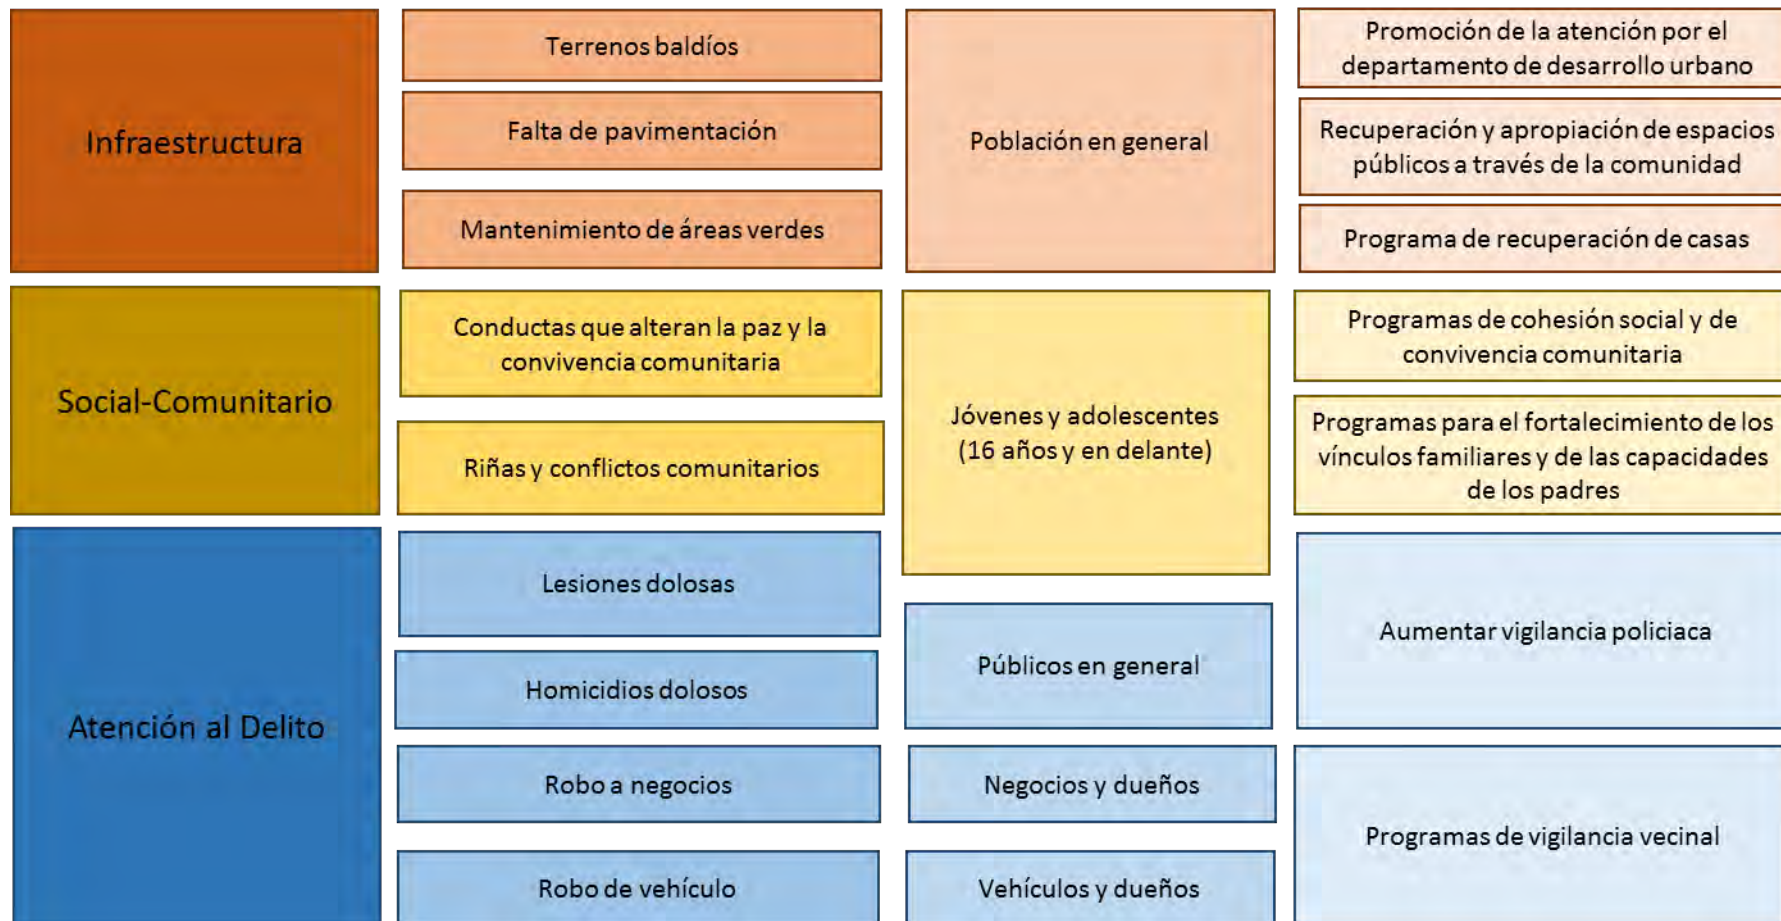 Infraestructura
Terrenos baldíos
Falta de pavimentación
Mantenimiento de áreas verdes
Población en general
Promoción de la atención por el
departamento de desarrollo urbano
Recuperación y apropiación de espacios
públicos a través de la comunidad
Programa de recuperación de casas
Social-Comunitario
Conductas que alteran la paz y la
convivencia comunitaria
Riñas y conflictos comunitarios
Jóvenes y adolescentes
(16 años y en delante)
Programas de cohesión social y de
convivencia comunitaria
Programas para el fortalecimiento de los
vínculos familiares y de las capacidades
de los padres
Atención al Delito
Lesiones dolosas
Homicidios dolosos
Robo a negocios
Robo de vehículo
Públicos en general
Negocios y dueños
Vehículos y dueños
Aumentar vigilancia policiaca
Programas de vigilancia vecinal